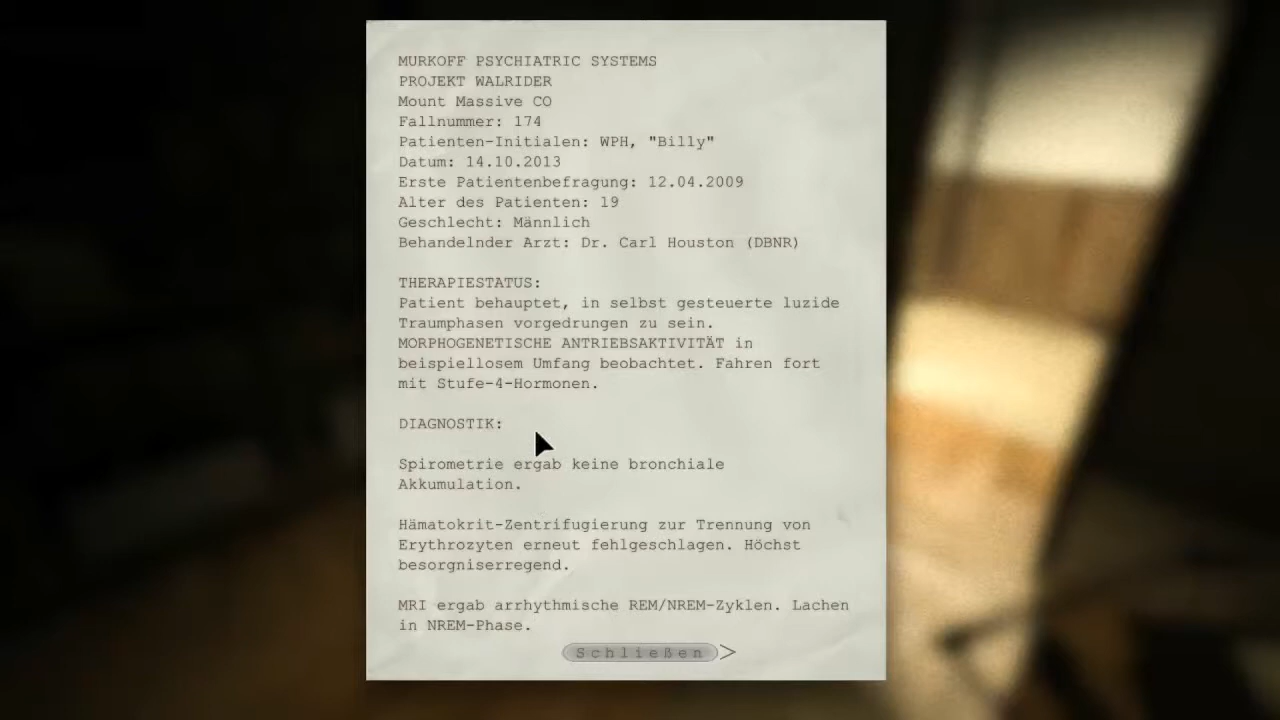 MURKOFF PSYCHIATRIC SYSTEMS
PROJEKT WALRIDER
Mount Massive CO
Fallnummer: 174
Patienten-Initialen: WPH, "Billy"
Datum: 14.10.2013
Erste Patientenbefragung: 12.04.2009
Alter des Patienten: 19
Geschlecht: Männlich
Behandelnder Arzt: Dr. Carl Houston (DBNR)
THERAPIESTATUS:
Patient behauptet, in selbst gesteuerte luzide
Traumphasen vorgedrungen zu sein.
MORPHOGENETISCHE ANTRIEBSAKTIVITÄT in
beispiellosem Umfang beobachtet. Fahren fort
mit Stufe-4-Hormonen.
DIAGNOSTIK:
Spirometrie ergab keine bronchiale
Akkumulation.
Hämatokrit-Zentrifugierung zur Trennung von
Erythrozyten erneut fehlgeschlagen. Höchst
besorgniserregend.
MRI ergab arrhythmische REM/NREM-Zyklen. Lachen
in NREM-Phase.
Schließen >